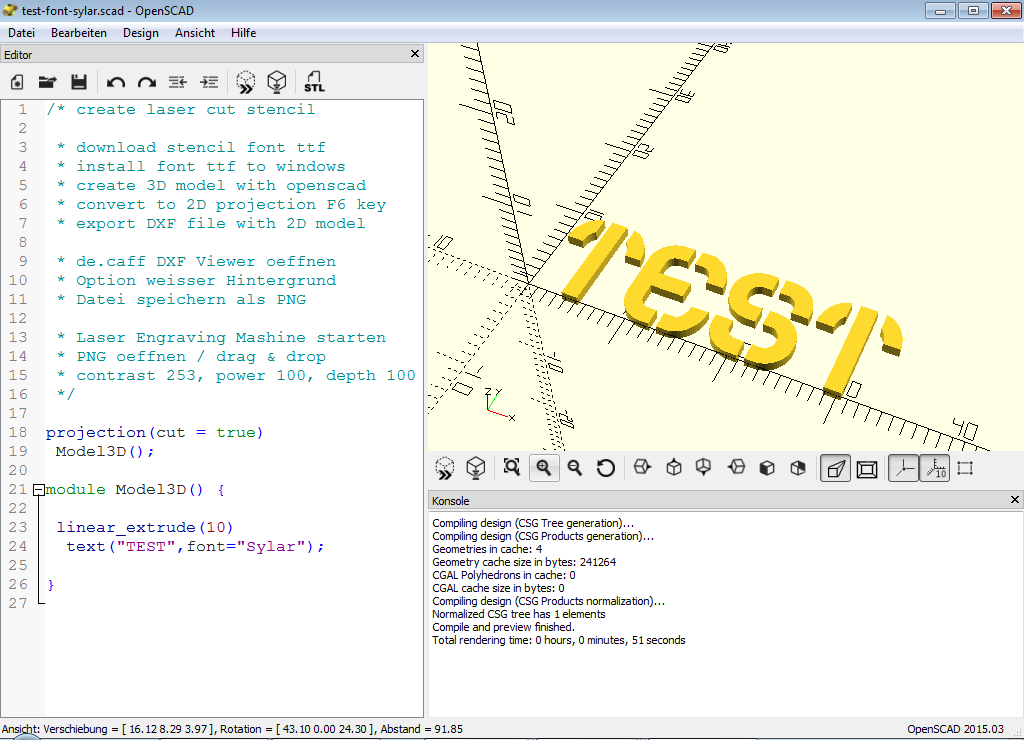 test-font-sylar.scad - OpenSCAD
Datei Bearbeiten Design Ansicht Hilfe
Editor
STL
1 /* create laser cut stencil
2
3 * download stencil font ttf
4 * install font ttf to windows
5 * create 3D model with openscad
6 * convert to 2D projection F6 key
7 * export DXF file with 2D model
8
9 * de.caff DXF Viewer oeffnen
10 * Option weisser Hintergrund
11 * Datei speichern als PNG
12
13 * Laser Engraving Mashine starten
14 * PNG oeffnen / drag & drop
15 * contrast 253, power 100, depth 100
16 */
17
18 projection(cut = true)
19 Model3D();
20
21 module Model3D() {
22
23 linear_extrude(10)
24 text("TEST",font="Sylar");
25
26 }
27
TEST
20
40
Z Y
X
10
Konsole
Compiling design (CSG Tree generation)...
Compiling design (CSG Products generation)...
Geometries in cache: 4
Geometry cache size in bytes: 241264
CGAL Polyhedrons in cache: 0
CGAL cache size in bytes: 0
Compiling design (CSG Products normalization)...
Normalized CSG tree has 1 elements
Compile and preview finished.
Total rendering time: 0 hours, 0 minutes, 51 seconds
Ansicht: Verschiebung = [ 16.12 8.29 3.97 ], Rotation = [ 43.10 0.00 24.30 ], Abstand = 91.85
OpenSCAD 2015.03